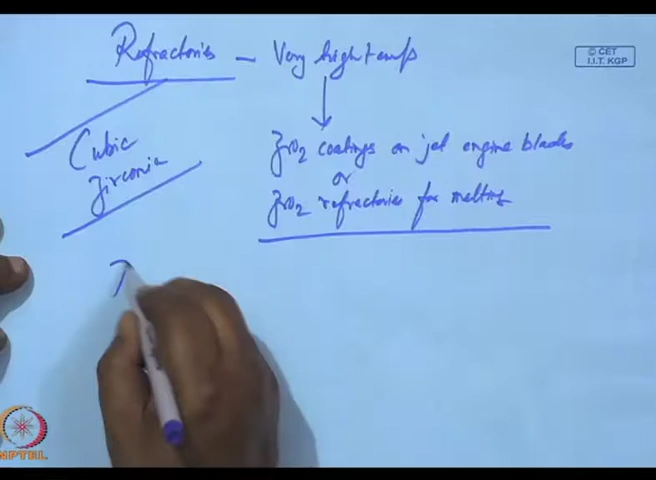 Refractories - Very high temp
© CET
I.I.T. KGP
Cubic
Zirconia
ZrO2 coatings on jet engine blades
or
ZrO2 refractories for melting
NPTEL